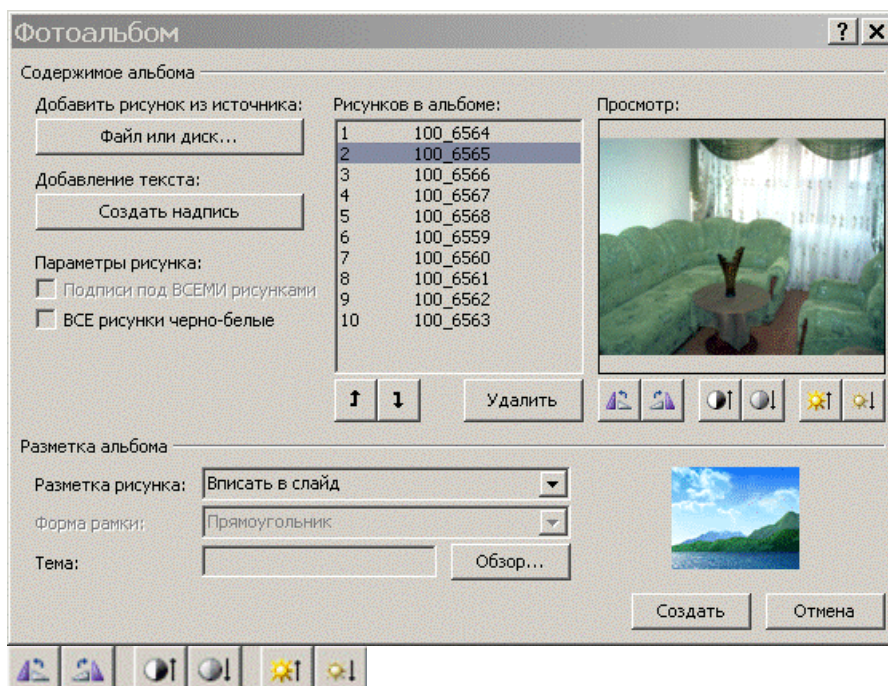 Фотоальбом
Содержимое альбома
Добавить рисунок из источника:
Файл или диск...
Добавление текста:
Создать надпись
Параметры рисунка:
Подписи под ВСЕМИ рисунками
ВСЕ рисунки черно-белые
Рисунков в альбоме:
1 100_6564
2 100_6565
3 100_6566
4 100_6567
5 100_6568
6 100_6559
7 100_6560
8 100_6561
9 100_6562
10 100_6563
Удалить
Просмотр:
Разметка альбома
Разметка рисунка: Вписать в слайд
Форма рамки: Прямоугольник
Тема: Обзор...
Создать Отмена